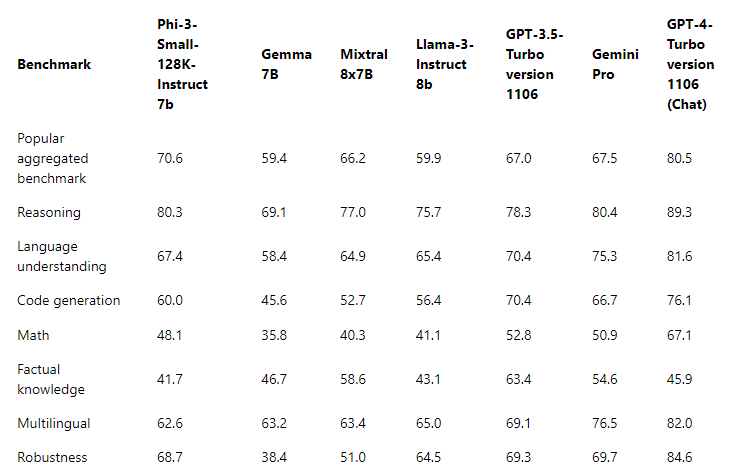 Benchmark Phi-3-Small-128K-Instruct 7b Gemma 7B Mixtral 8x7B Llama-3-Instruct 8b GPT-3.5-Turbo version 1106 Gemini Pro GPT-4-Turbo version 1106 (Chat)
Popular aggregated benchmark 70.6 59.4 66.2 59.9 67.0 67.5 80.5
Reasoning 80.3 69.1 77.0 75.7 78.3 80.4 89.3
Language understanding 67.4 58.4 64.9 65.4 70.4 75.3 81.6
Code generation 60.0 45.6 52.7 56.4 70.4 66.7 76.1
Math 48.1 35.8 40.3 41.1 52.8 50.9 67.1
Factual knowledge 41.7 46.7 58.6 43.1 63.4 54.6 45.9
Multilingual 62.6 63.2 63.4 65.0 69.1 76.5 82.0
Robustness 68.7 38.4 51.0 64.5 69.3 69.7 84.6